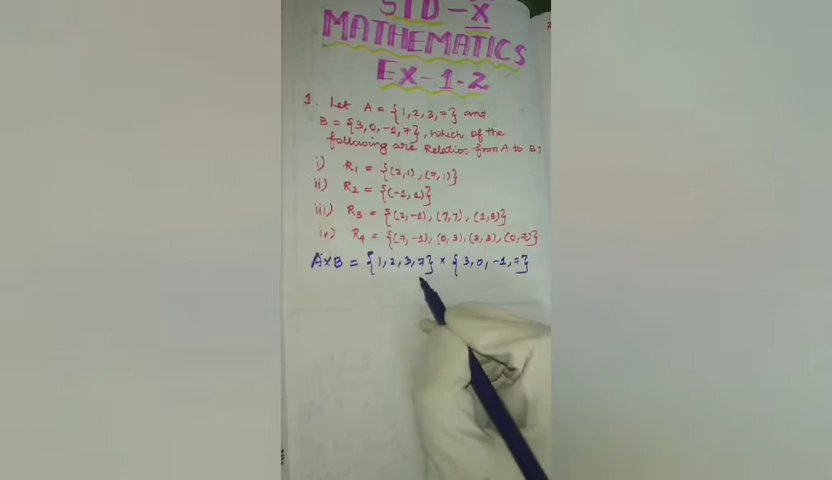 STD-X
MATHEMATICS
Ex-1-2
1. Let A = {1,2,3,7} and
B = {3,0,-1,7}, which of the
following are Relation from A to B;
i) R1 = {(2,1), (7,1)}
ii) R2 = {(-1,1)}
iii) R3 = {(2,-1), (7,7), (1,3)}
iv) R4 = {(7,-1), (0,3), (3,3), (0,7)}
AxB = {1,2,3,7} x {3,0,-1,7}